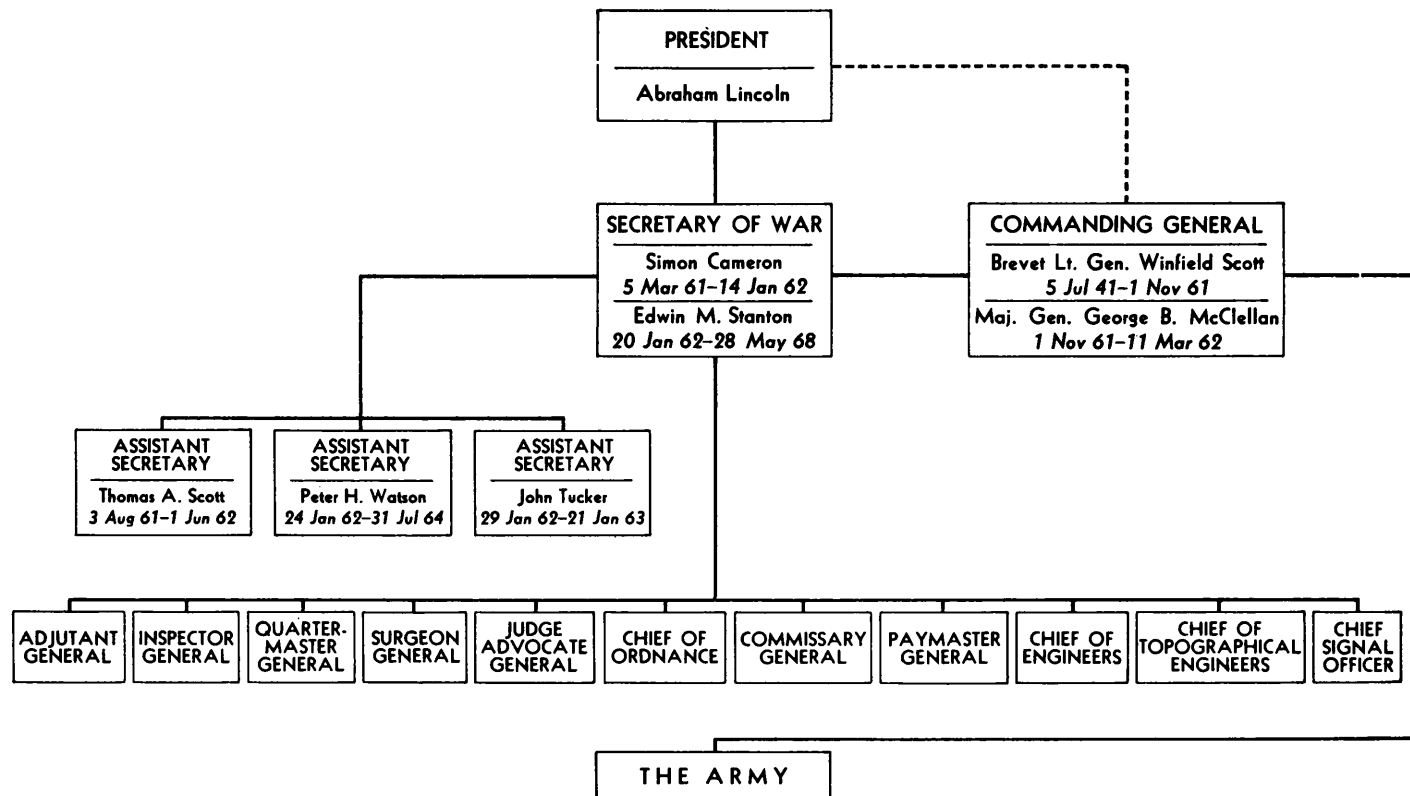 PRESIDENT
Abraham Lincoln
SECRETARY OF WAR
Simon Cameron
5 Mar 61–14 Jan 62
Edwin M. Stanton
20 Jan 62–28 May 68
COMMANDING GENERAL
Brevet Lt. Gen. Winfield Scott
5 Jul 41–1 Nov 61
Maj. Gen. George B. McClellan
1 Nov 61–11 Mar 62
ASSISTANT
SECRETARY
Thomas A. Scott
3 Aug 61–1 Jun 62
ASSISTANT
SECRETARY
Peter H. Watson
24 Jan 62–31 Jul 64
ASSISTANT
SECRETARY
John Tucker
29 Jan 62–21 Jan 63
ADJUTANT
GENERAL
INSPECTOR
GENERAL
QUARTER-
MASTER
GENERAL
SURGEON
GENERAL
JUDGE
ADVOCATE
GENERAL
CHIEF OF
ORDNANCE
COMMISSARY
GENERAL
PAYMASTER
GENERAL
CHIEF OF
ENGINEERS
CHIEF OF
TOPOGRAPHICAL
ENGINEERS
CHIEF
SIGNAL
OFFICER
THE ARMY